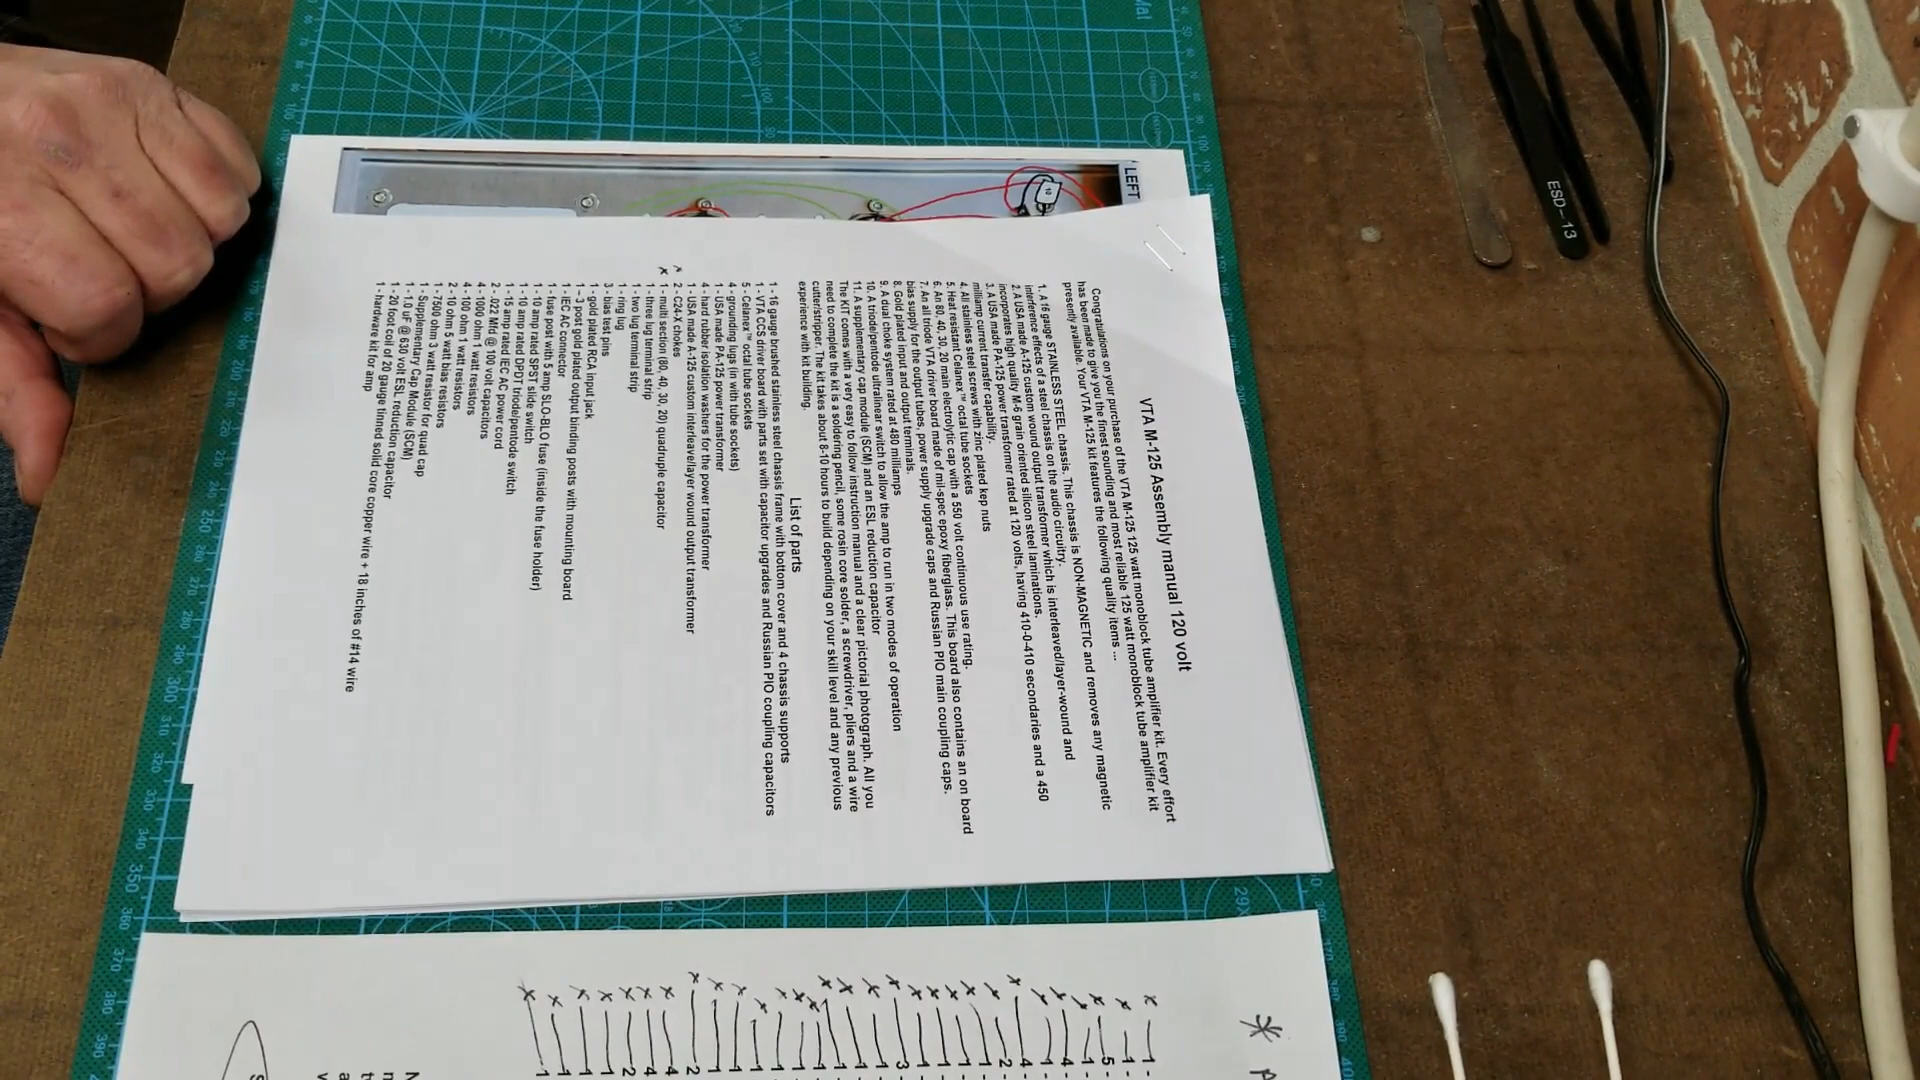 VTA M-125 Assembly manual 120 volt
Congratulations on your purchase of the VTA M-125 125 watt monoblock tube amplifier kit. Every effort
has been made to give you the finest sounding and most reliable 125 watt monoblock tube amplifier kit
presently available. Your VTA M-125 kit features the following quality items ...
1. A 16 gauge STAINLESS STEEL chassis. This chassis is NON-MAGNETIC and removes any magnetic
interference effects of a steel chassis on the audio circuitry.
2. A USA made A-125 custom wound output transformer which is interleaved/layer-wound and
incorporates high quality M-6 grain oriented silicon steel laminations.
3. A USA made PA-125 power transformer rated at 120 volts, having 410-0-410 secondaries and a 450
milliamp current transfer capability.
4. All stainless steel screws with zinc plated kep nuts
5. Heat resistant Celanex™ octal tube sockets
6. An 80, 40, 30, 20 main electrolytic cap with a 550 volt continuous use rating.
7. An all triode VTA driver board made of mil-spec epoxy fiberglass. This board also contains an on board
bias supply for the output tubes, power supply upgrade caps and Russian PIO main coupling caps.
8. Gold plated input and output terminals.
9. A dual choke system rated at 480 milliamps
10. A triode/pentode ultralinear switch to allow the amp to run in two modes of operation
11. A supplementary cap module (SCM) and an ESL reduction capacitor
The KIT comes with a very easy to follow instruction manual and a clear pictorial photograph. All you
need to complete the kit is a soldering pencil, some rosin core solder, a screwdriver, pliers and a wire
cutter/stripper. The kit takes about 8-10 hours to build depending on your skill level and any previous
experience with kit building.
List of parts
1 - 16 gauge brushed stainless steel chassis frame with bottom cover and 4 chassis supports
1 - VTA CCS driver board with parts set with capacitor upgrades and Russian PIO coupling capacitors
5 - Celanex™ octal tube sockets
4 - grounding lugs (in with tube sockets)
1 - USA made PA-125 power transformer
4 - hard rubber isolation washers for the power transformer
1 - USA made A-125 custom interleave/layer wound output transformer
x 2 - C24-X chokes
x 1 - multi section (80, 40, 30, 20) quadruple capacitor
1 - three lug terminal strip
1 - two lug terminal strip
1 - ring lug
3 - bias test pins
1 - gold plated RCA input jack
1 - 3 post gold plated output binding posts with mounting board
1 - IEC AC connector
1 - fuse post with 5 amp SLO-BLO fuse (inside the fuse holder)
1 - 10 amp rated SPST slide switch
1 - 10 amp rated DPDT triode/pentode switch
1 - 15 amp rated IEC AC power cord
2 - .022 Mfd @ 100 volt capacitors
4 - 1000 ohm 1 watt resistors
4 - 100 ohm 1 watt resistors
2 - 10 ohm 5 watt bias resistors
1 - 7500 ohm 3 watt resistor
1 - Supplementary resistor for quad cap
1 - Cap Module (SCM)
1 - 1.0 uF @ 630 volt ESL reduction capacitor
1 - 20 foot coil of 20 gauge tinned solid core copper wire + 18 inches of #14 wire
1 - hardware kit for amp
LEFT
10
ESD-13